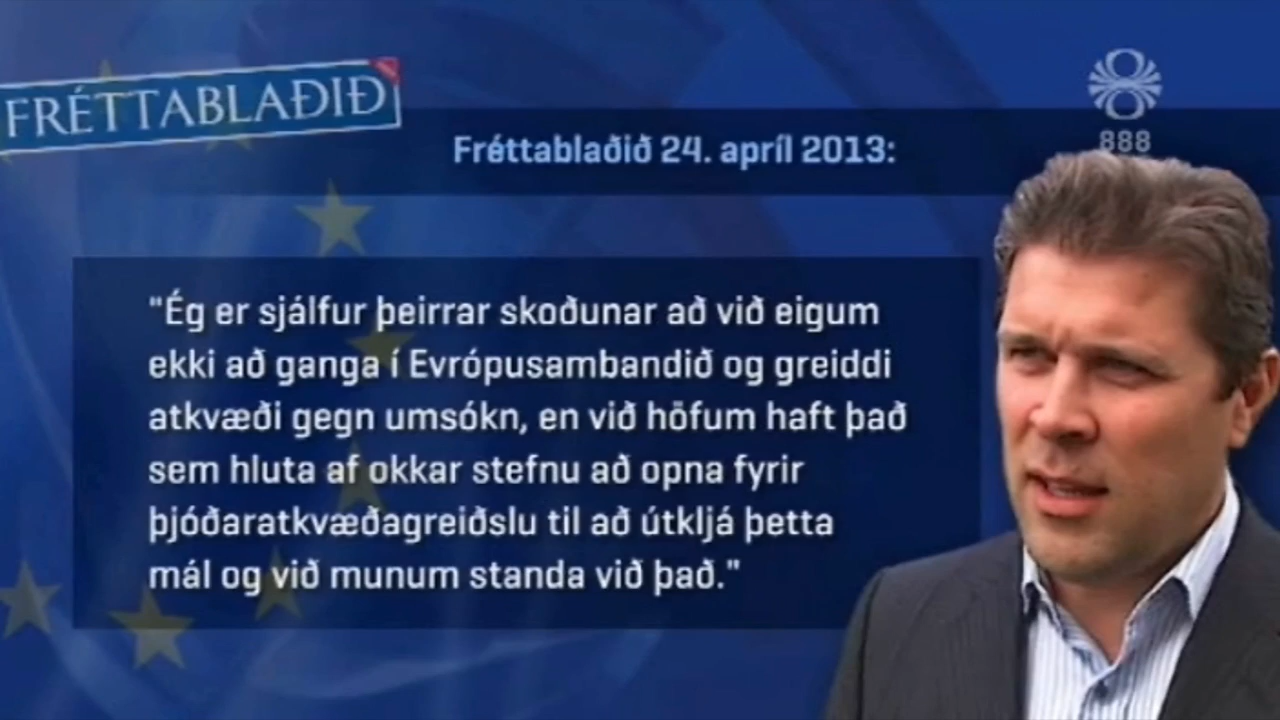 FRÉTTABLAÐIÐ
888
Fréttablaðið 24. apríl 2013:
"Ég er sjálfur þeirrar skoðunar að við eigum
ekki að ganga í Evrópusambandið og greiddi
atkvæði gegn umsókn, en við höfum haft það
sem hluta af okkar stefnu að opna fyrir
þjóðaratkvæðagreiðslu til að útkljá þetta
mál og við munum standa við það."